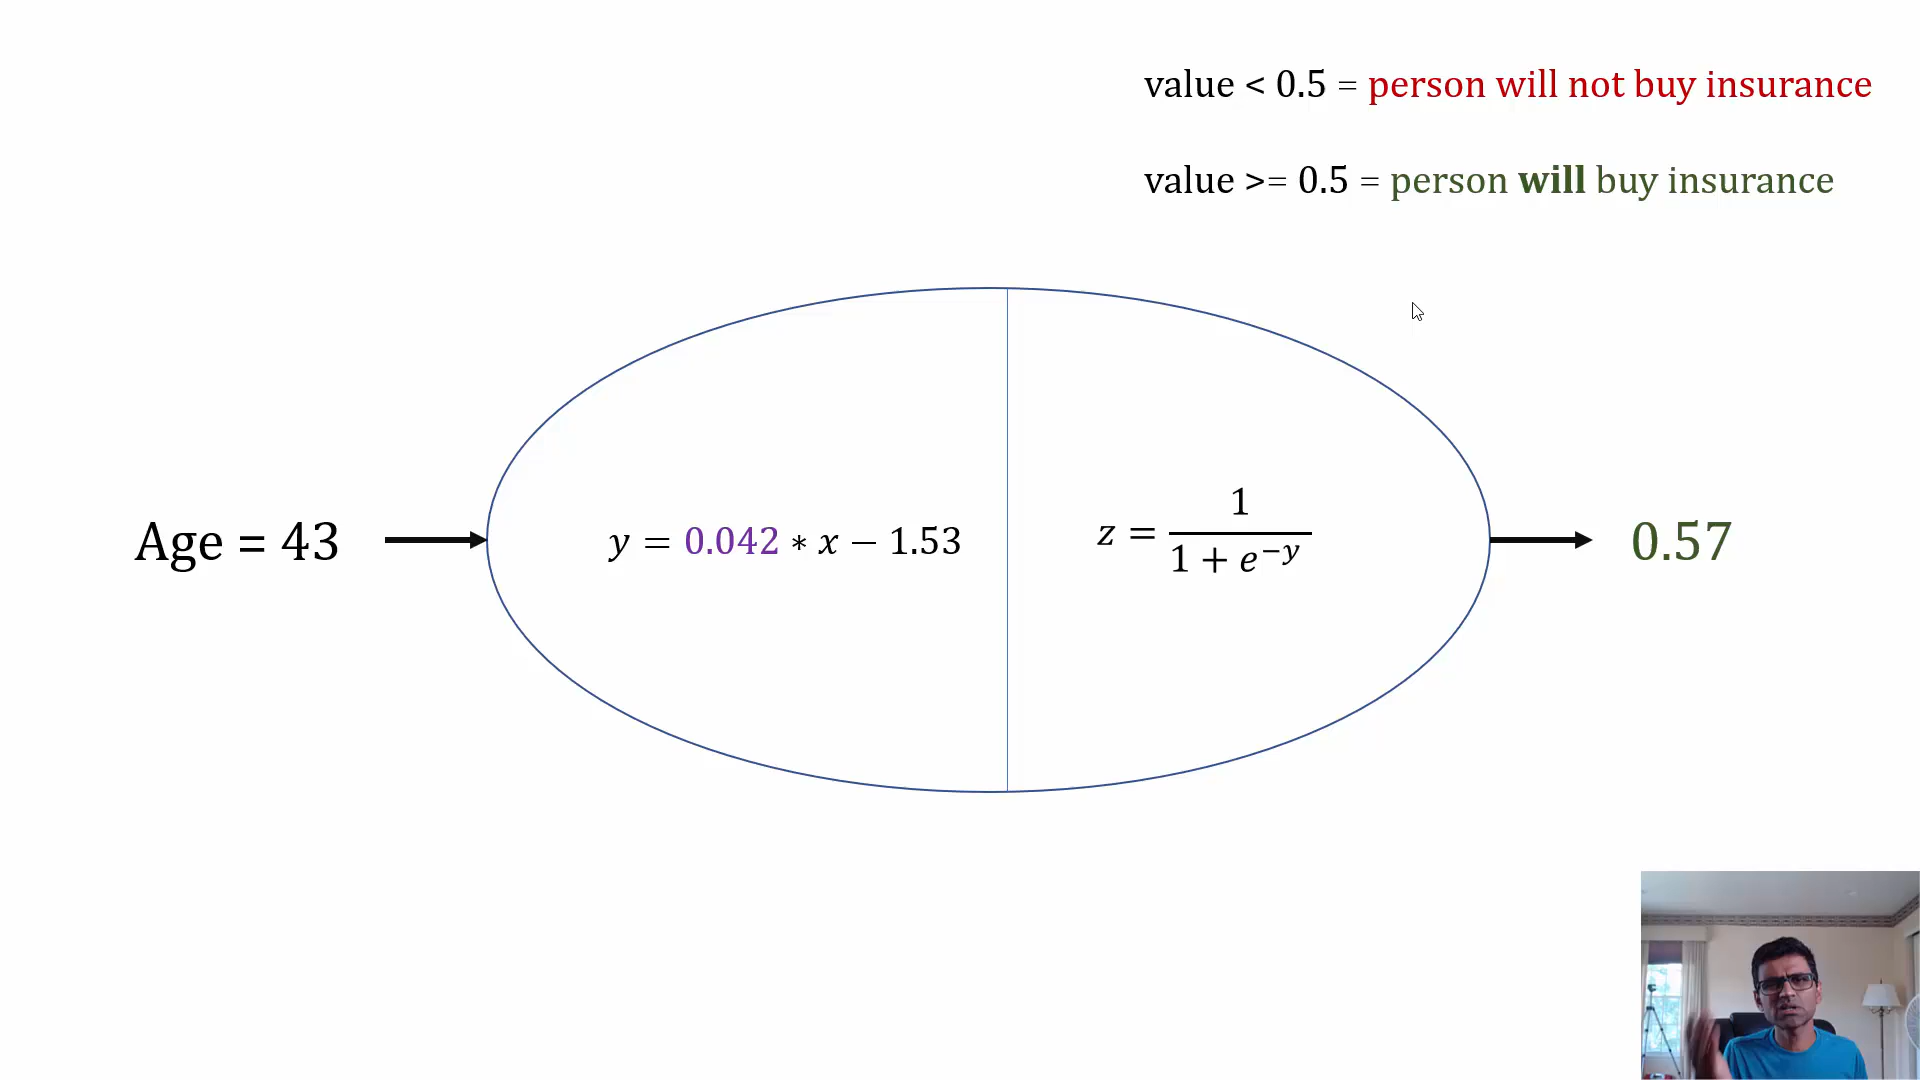 value < 0.5 = person will not buy insurance
value >= 0.5 = person will buy insurance
Age = 43
y = 0.042 * x − 1.53
z = 1 / (1 + e^−y)
0.57